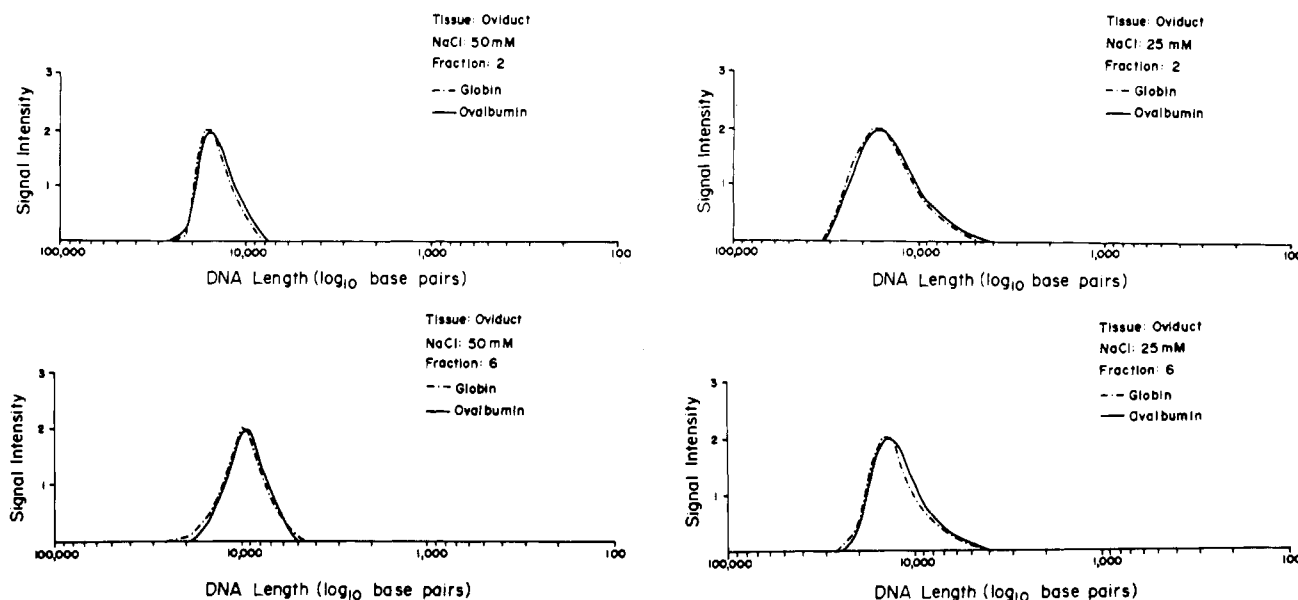 Tissue: Oviduct
NaCl: 50 mM
Fraction: 2
Globin
Ovalbumin
Signal Intensity
3
2
1
100,000
10,000
1,000
100
DNA Length (log10 base pairs)
Tissue: Oviduct
NaCl: 25 mM
Fraction: 2
Globin
Ovalbumin
Signal Intensity
3
2
1
100,000
10,000
1,000
100
DNA Length (log10 base pairs)
Tissue: Oviduct
NaCl: 50 mM
Fraction: 6
Globin
Ovalbumin
Signal Intensity
3
2
1
100,000
10,000
1,000
100
DNA Length (log10 base pairs)
Tissue: Oviduct
NaCl: 25 mM
Fraction: 6
Globin
Ovalbumin
Signal Intensity
3
2
1
100,000
10,000
1,000
100
DNA Length (log10 base pairs)